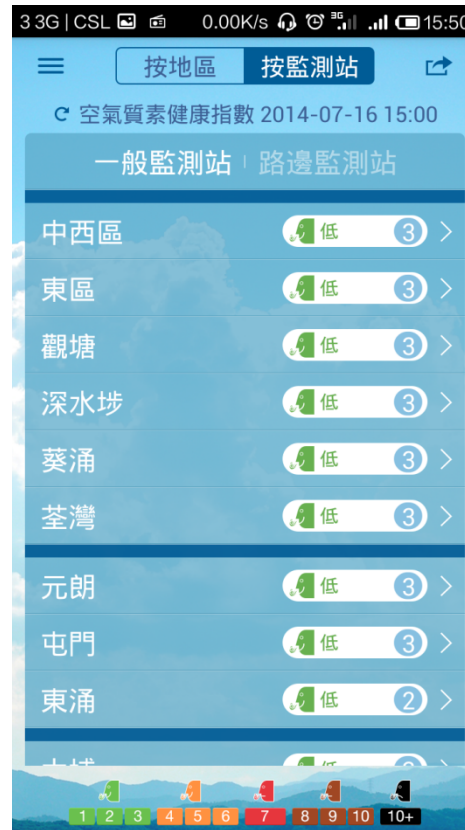 3 3G | CSL 0.00K/s 3G 15:50
按地區 按監測站
空氣質素健康指數 2014-07-16 15:00
一般監測站 路邊監測站
中西區 低 3
東區 低 3
觀塘 低 3
深水埗 低 3
葵涌 低 3
荃灣 低 3
元朗 低 3
屯門 低 3
東涌 低 2
1 2 3 4 5 6 7 8 9 10 10+